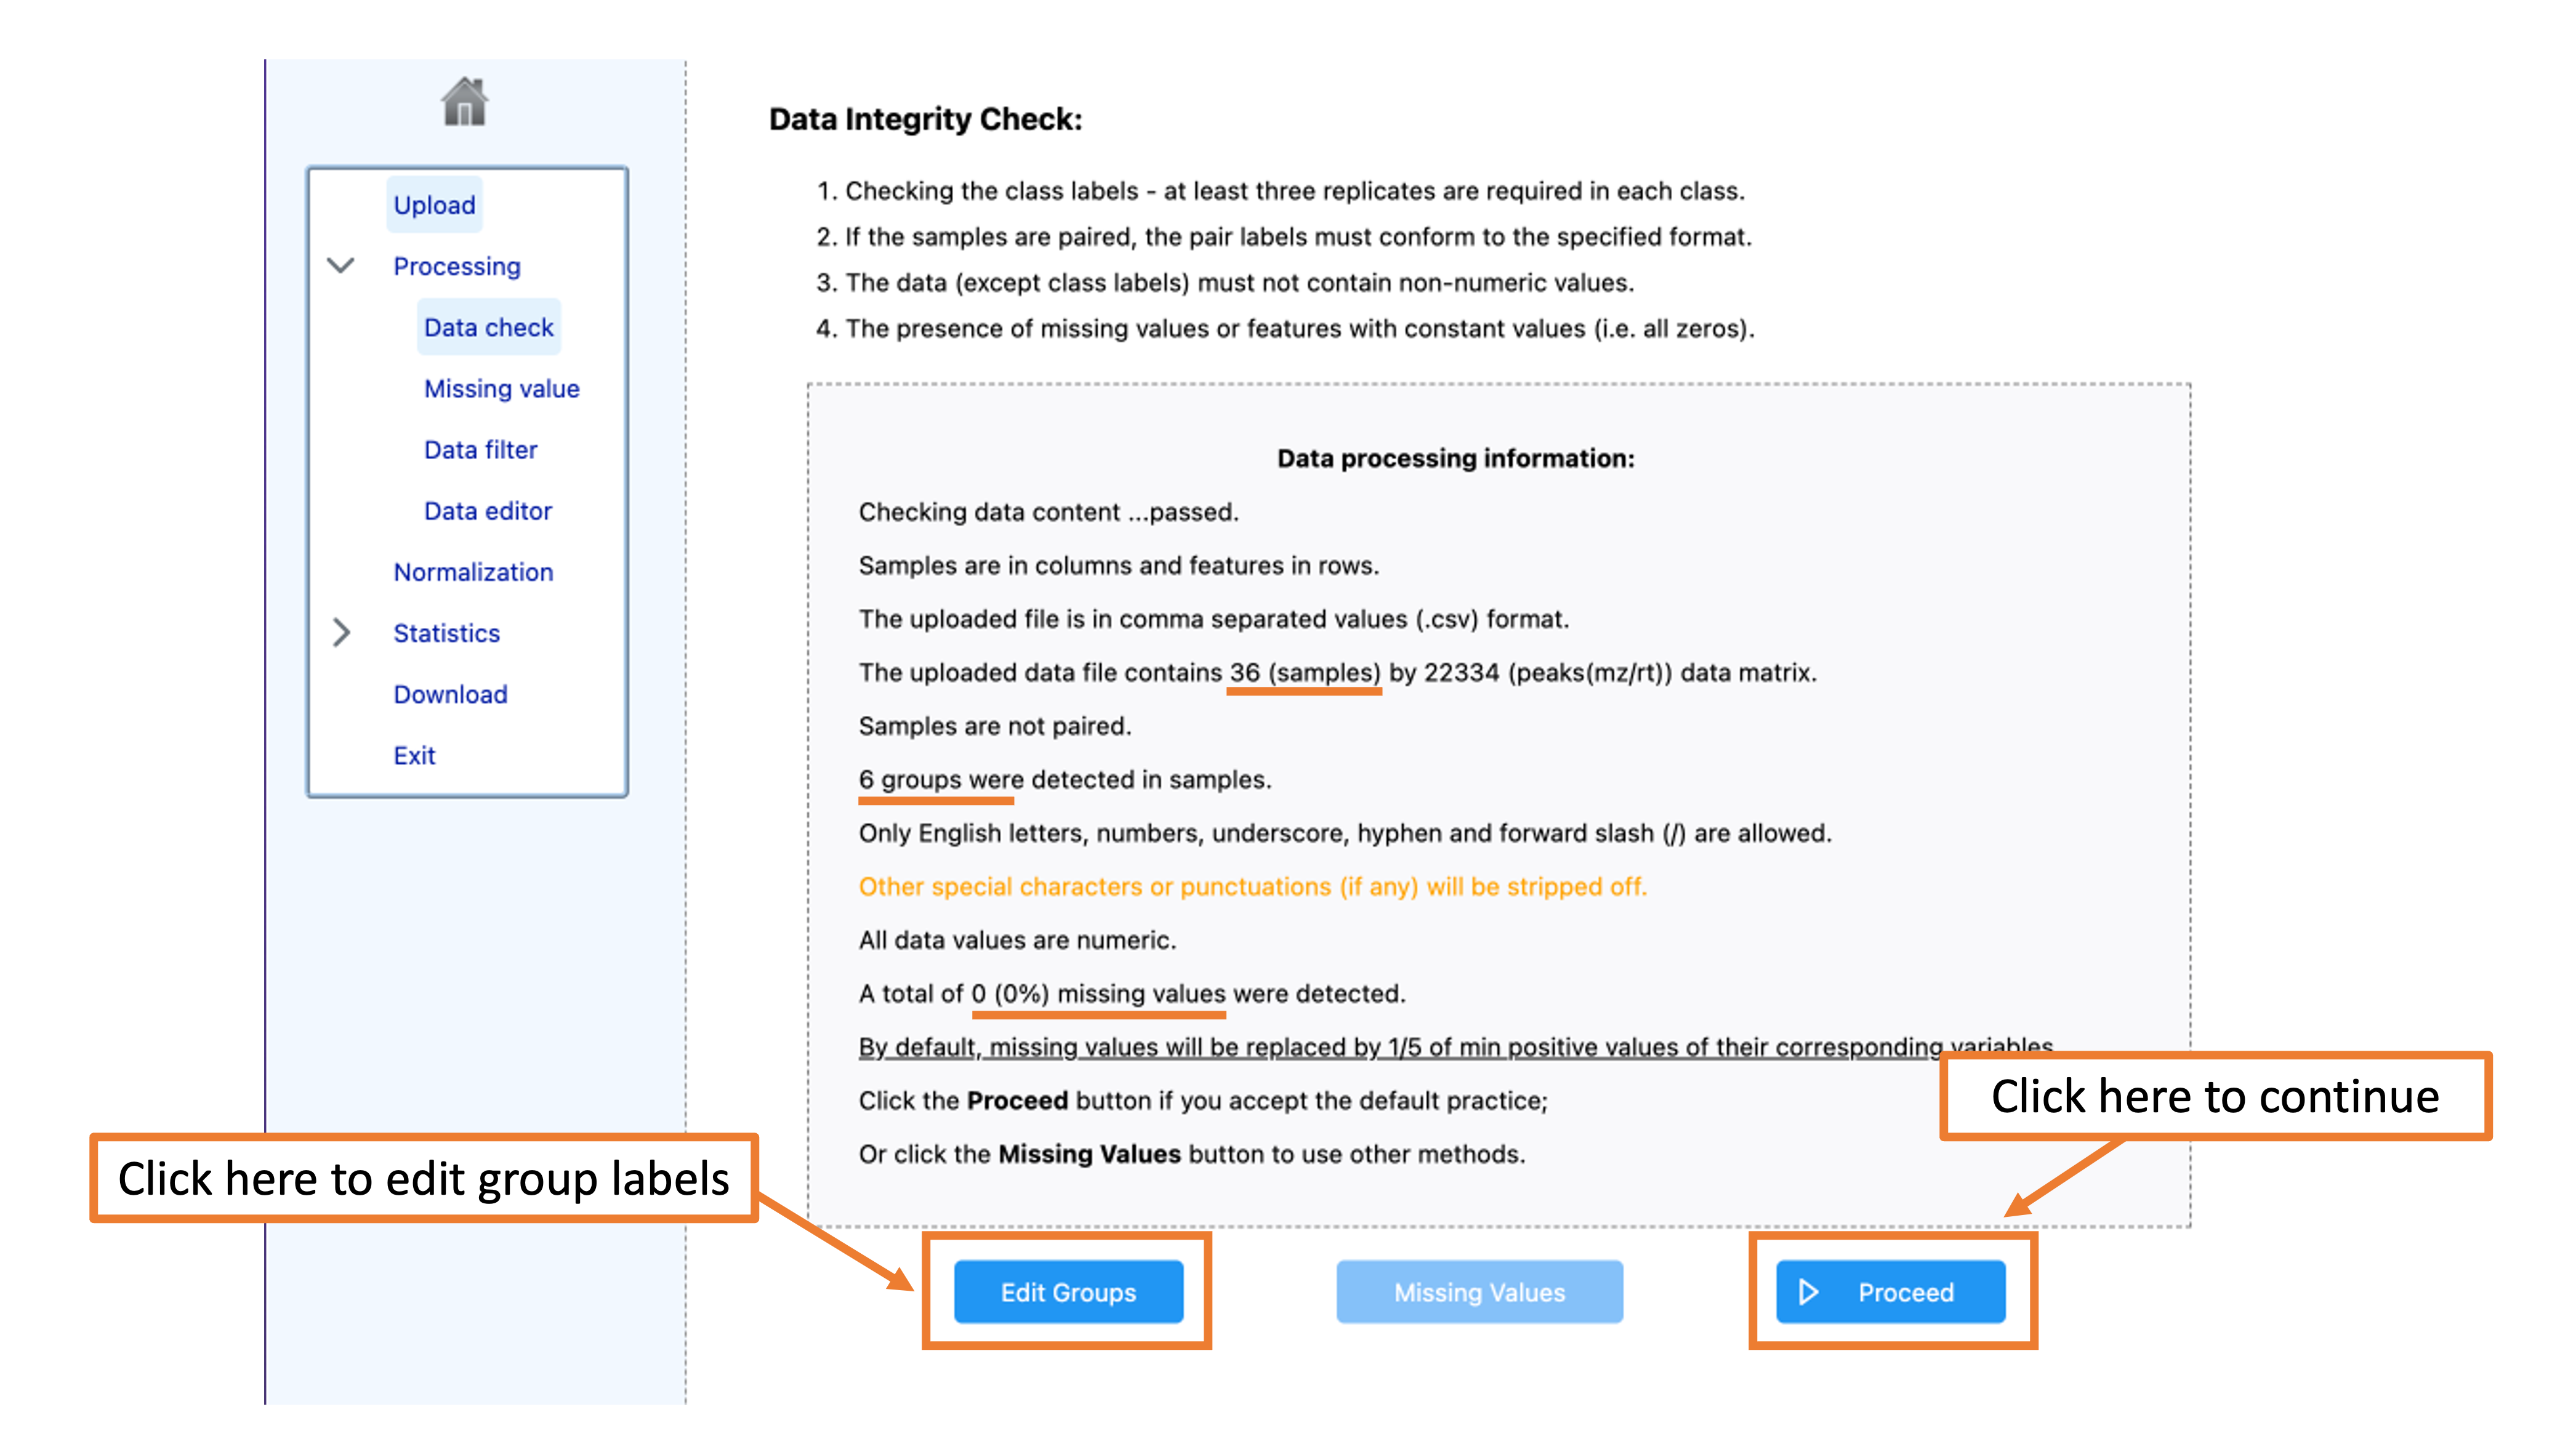 Upload
Processing
Data check
Missing value
Data filter
Data editor
Normalization
Statistics
Download
Exit
Data Integrity Check:
1. Checking the class labels - at least three replicates are required in each class.
2. If the samples are paired, the pair labels must conform to the specified format.
3. The data (except class labels) must not contain non-numeric values.
4. The presence of missing values or features with constant values (i.e. all zeros).
Data processing information:
Checking data content ...passed.
Samples are in columns and features in rows.
The uploaded file is in comma separated values (.csv) format.
The uploaded data file contains 36 (samples) by 22334 (peaks(mz/rt)) data matrix.
Samples are not paired.
6 groups were detected in samples.
Only English letters, numbers, underscore, hyphen and forward slash (/) are allowed.
Other special characters or punctuations (if any) will be stripped off.
All data values are numeric.
A total of 0 (0%) missing values were detected.
By default, missing values will be replaced by 1/5 of min positive values of their corresponding variables
Click the Proceed button if you accept the default practice;
Or click the Missing Values button to use other methods.
Click here to continue
Click here to edit group labels
Edit Groups
Missing Values
Proceed